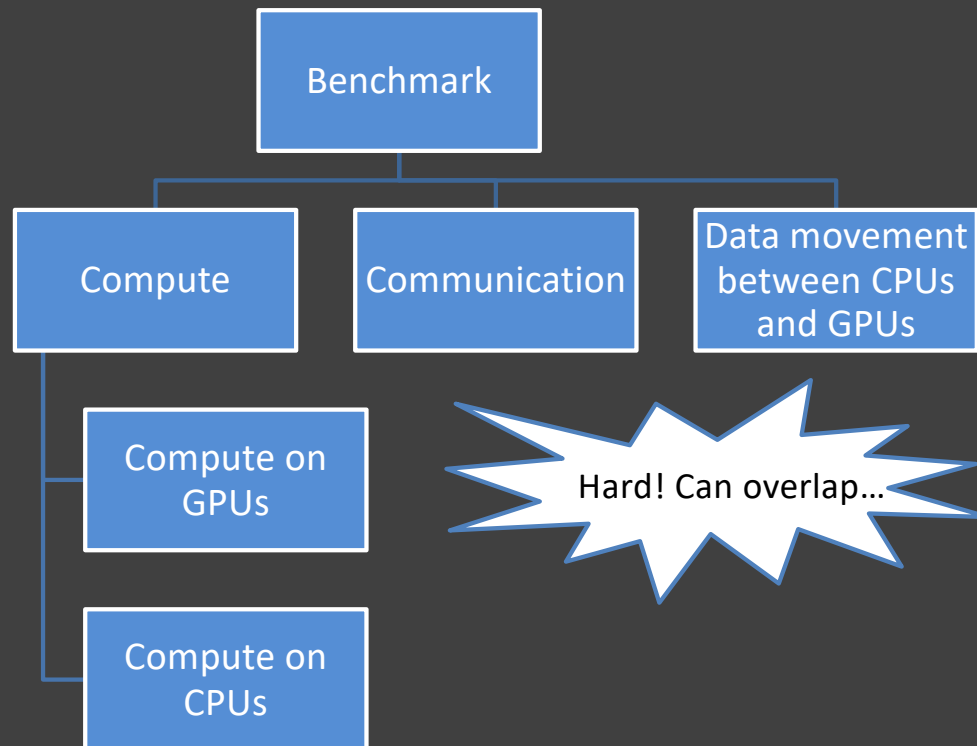 Benchmark
Compute
Communication
Data movement
between CPUs
and GPUs
Compute on
GPUs
Hard! Can overlap…
Compute on
CPUs